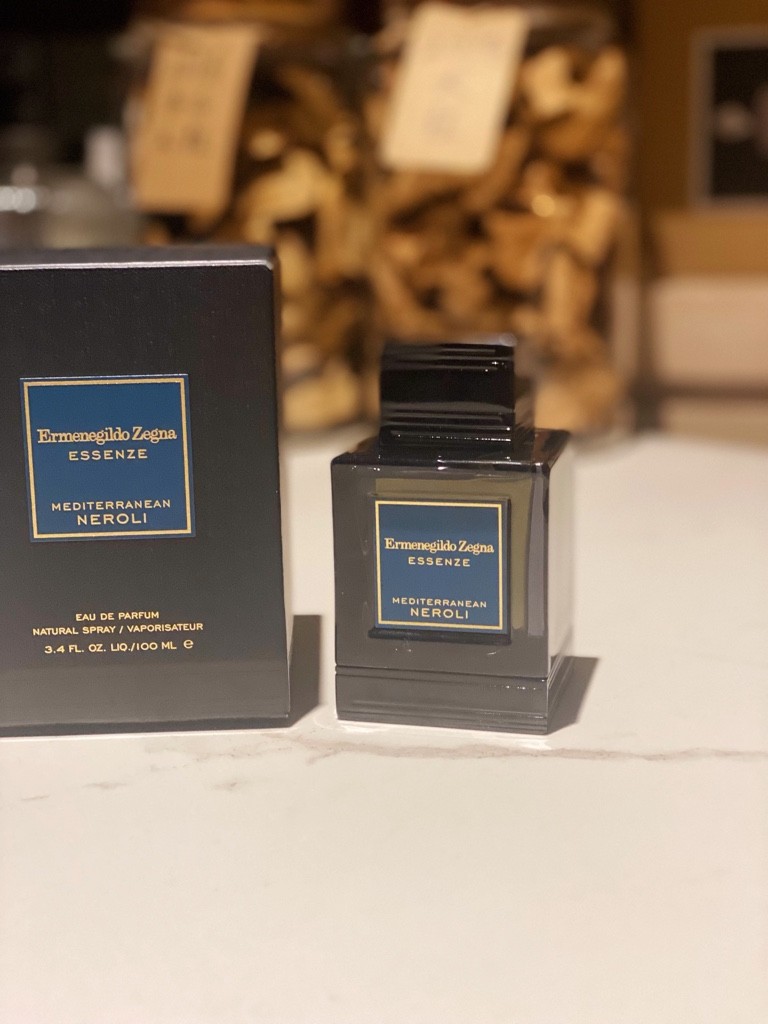 Ermenegildo Zegna
ESSENZE
MEDITERRANEAN
NEROLI
EAU DE PARFUM
NATURAL SPRAY / VAPORISATEUR
3.4 FL. OZ. LIQ./100 ML ℮
Ermenegildo Zegna
ESSENZE
MEDITERRANEAN
NEROLI